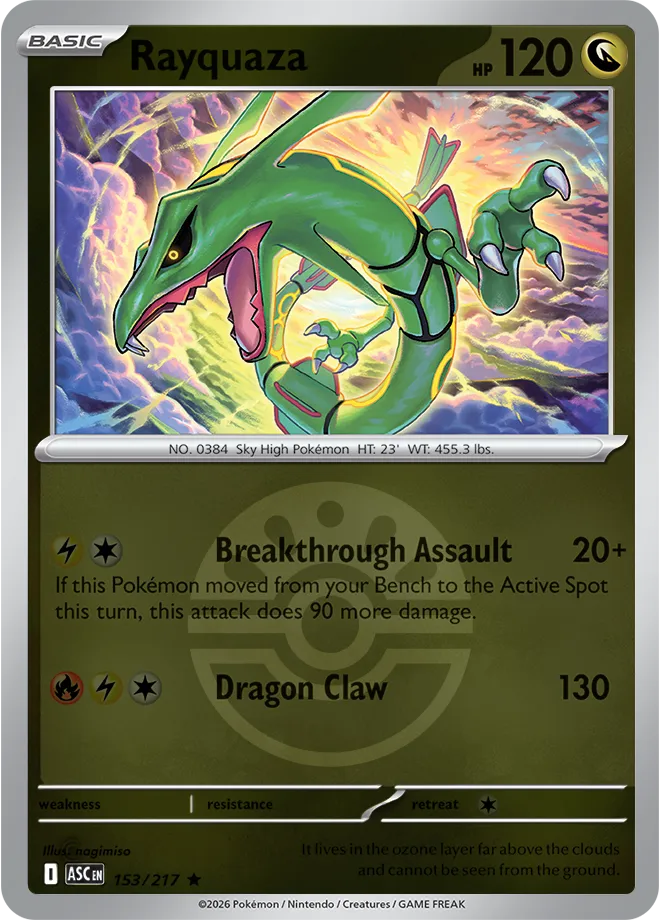 BASIC Rayquaza HP 120
NO. 0384 Sky High Pokémon HT: 23' WT: 455.3 lbs.
Breakthrough Assault 20+
If this Pokémon moved from your Bench to the Active Spot
this turn, this attack does 90 more damage.
Dragon Claw 130
weakness resistance retreat
Illus. nagimiso
It lives in the ozone layer far above the clouds
and cannot be seen from the ground.
I ASC EN 153/217 ★
©2026 Pokémon / Nintendo / Creatures / GAME FREAK